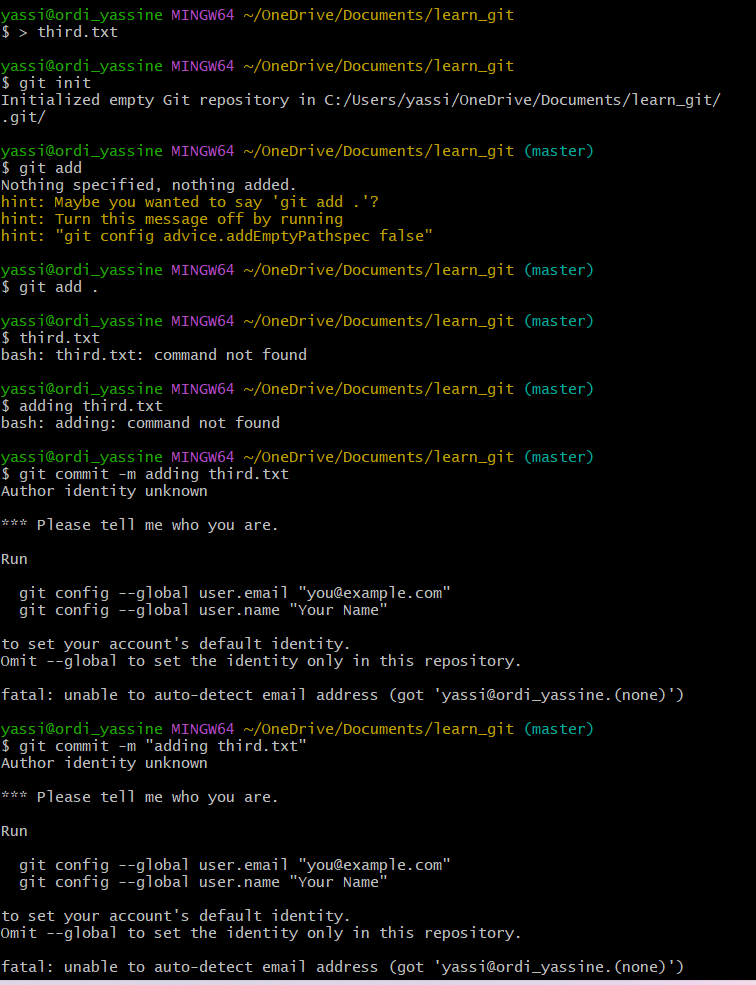 yassi@ordi_yassine MINGW64 ~/OneDrive/Documents/learn_git
$ > third.txt
yassi@ordi_yassine MINGW64 ~/OneDrive/Documents/learn_git
$ git init
Initialized empty Git repository in C:/Users/yassi/OneDrive/Documents/learn_git/
.git/
yassi@ordi_yassine MINGW64 ~/OneDrive/Documents/learn_git (master)
$ git add
Nothing specified, nothing added.
hint: Maybe you wanted to say 'git add .'?
hint: Turn this message off by running
hint: "git config advice.addEmptyPathspec false"
yassi@ordi_yassine MINGW64 ~/OneDrive/Documents/learn_git (master)
$ git add .
yassi@ordi_yassine MINGW64 ~/OneDrive/Documents/learn_git (master)
$ third.txt
bash: third.txt: command not found
yassi@ordi_yassine MINGW64 ~/OneDrive/Documents/learn_git (master)
$ adding third.txt
bash: adding: command not found
yassi@ordi_yassine MINGW64 ~/OneDrive/Documents/learn_git (master)
$ git commit -m adding third.txt
Author identity unknown
*** Please tell me who you are.
Run
  git config --global user.email "you@example.com"
  git config --global user.name "Your Name"
to set your account's default identity.
Omit --global to set the identity only in this repository.
fatal: unable to auto-detect email address (got 'yassi@ordi_yassine.(none)')
yassi@ordi_yassine MINGW64 ~/OneDrive/Documents/learn_git (master)
$ git commit -m "adding third.txt"
Author identity unknown
*** Please tell me who you are.
Run
  git config --global user.email "you@example.com"
  git config --global user.name "Your Name"
to set your account's default identity.
Omit --global to set the identity only in this repository.
fatal: unable to auto-detect email address (got 'yassi@ordi_yassine.(none)')